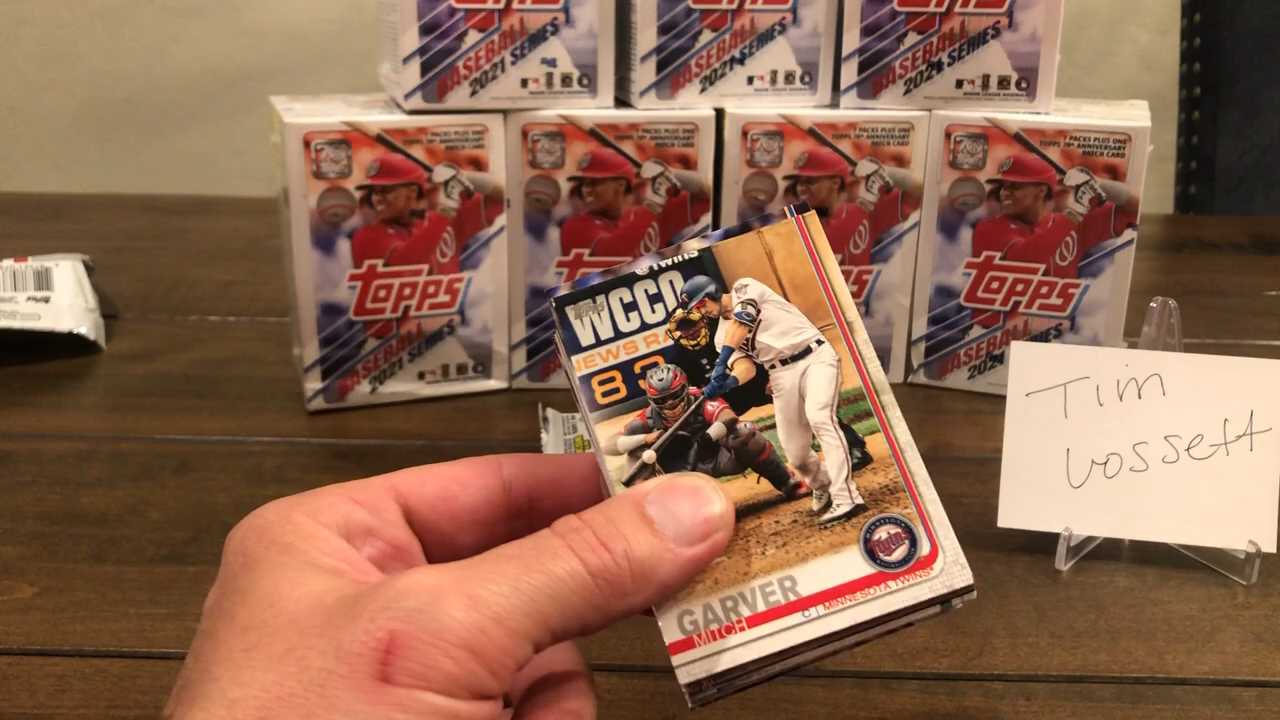 BASEBALL
2021 SERIES
BASEBALL
2021 SERIES
BASEBALL
2021 SERIES
PACKS PLUS ONE
TOPPS 70th ANNIVERSARY
PATCH CARD
PACKS PLUS ONE
TOPPS 70th ANNIVERSARY
PATCH CARD
7 PACKS PLUS ONE
TOPPS 70th ANNIVERSARY
PATCH CARD
TOPPS
BASEBALL
2021 SERIES
TOPPS
BASEBALL
2021 SERIES
@Twins
WCCO
NEWS RA
83
Topps
Twins
GARVER
MITCH
C | MINNESOTA TWINS
Tim
Vossett